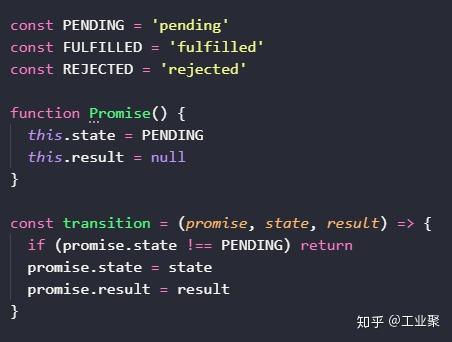 const PENDING = 'pending'
const FULFILLED = 'fulfilled'
const REJECTED = 'rejected'
function Promise() {
this.state = PENDING
this.result = null
}
const transition = (promise, state, result) => {
if (promise.state !== PENDING) return
promise.state = state
promise.result = result
}
知乎 @工业聚